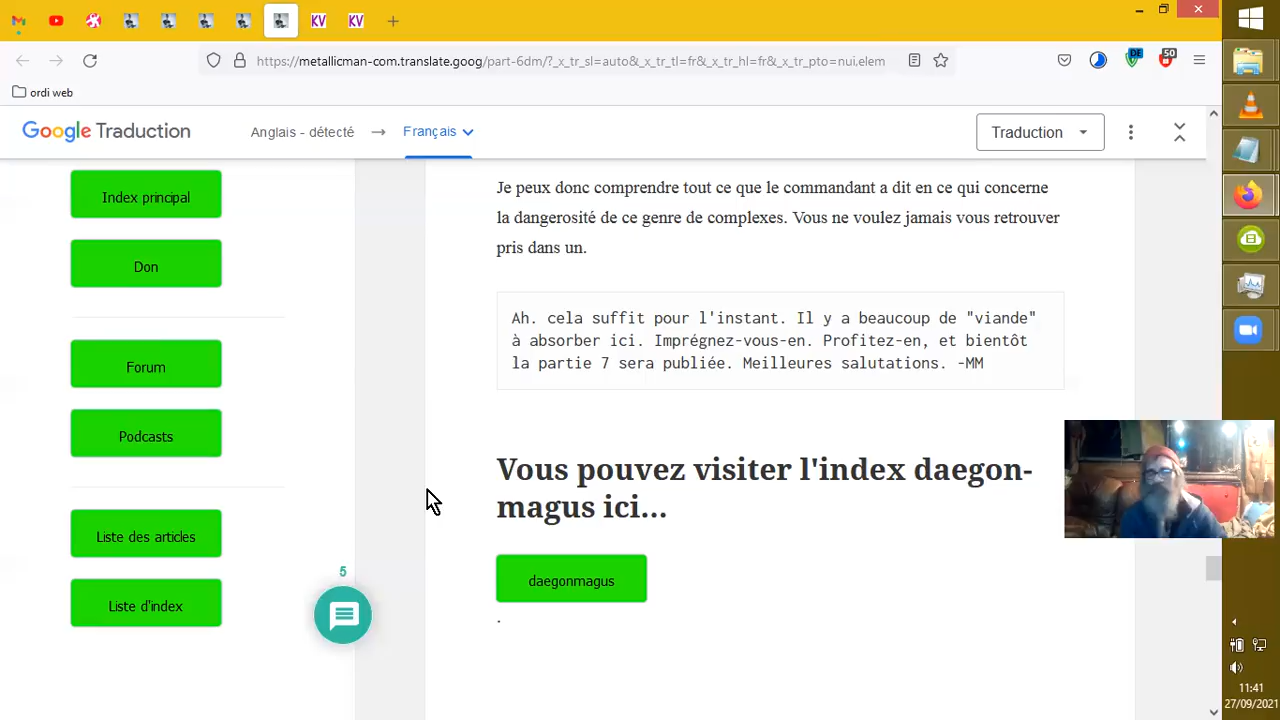 KV
KV
https://metallicman-com.translate.goog/part-6dm/?_x_tr_sl=auto&_x_tr_tl=fr&_x_tr_hl=fr&_x_tr_pto=nui,elem
DE
50
ordi web
Google Traduction
Anglais - détecté
Français
Traduction
Index principal
Don
Forum
Podcasts
Liste des articles
Liste d'index
5
Je peux donc comprendre tout ce que le commandant a dit en ce qui concerne
la dangerosité de ce genre de complexes. Vous ne voulez jamais vous retrouver
pris dans un.
Ah. cela suffit pour l'instant. Il y a beaucoup de "viande"
à absorber ici. Imprégnez-vous-en. Profitez-en, et bientôt
la partie 7 sera publiée. Meilleures salutations. -MM
Vous pouvez visiter l'index daegon-
magus ici...
daegonmagus
.
11:41
27/09/2021